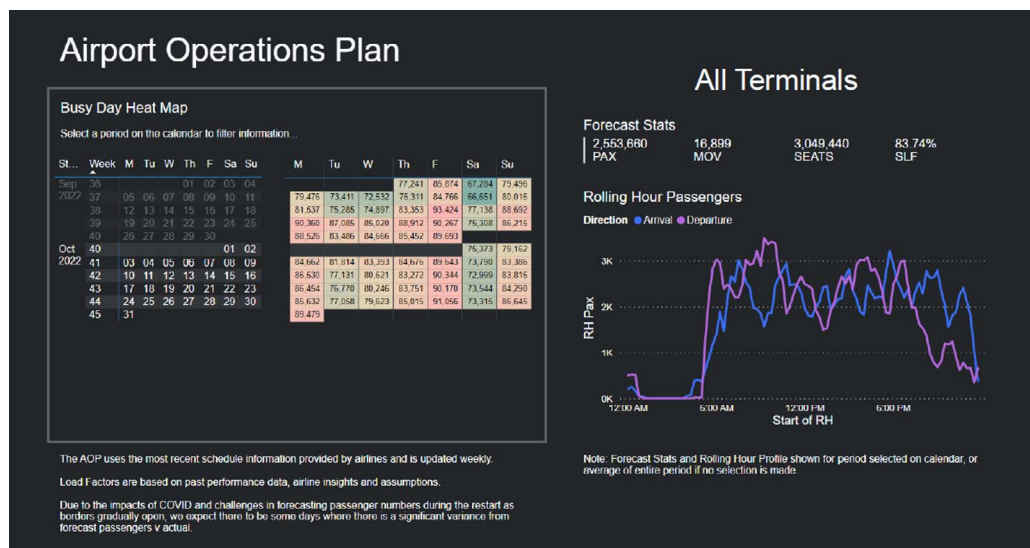 Airport Operations Plan
Busy Day Heat Map
Select a period on the calendar to filter information...
St... Week M Tu W Th F Sa Su M Tu W Th F Sa Su
Sep 36 01 02 03 04 77,241 85,874 67,284 79,496
2022 37 05 06 07 08 09 10 11 79,476 73,411 72,532 76,311 84,766 66,651 80,016
38 12 13 14 15 16 17 18 81,537 75,285 74,897 83,353 93,424 77,138 88,692
39 19 20 21 22 23 24 25 90,360 87,085 85,020 88,912 90,267 75,308 86,215
40 26 27 28 29 30 88,526 83,486 84,666 85,452 89,693
Oct 40 01 02 75,373 79,162
2022 41 03 04 05 06 07 08 09 84,662 81,814 83,393 84,676 89,643 73,790 83,386
42 10 11 12 13 14 15 16 86,630 77,131 80,621 83,272 90,344 72,999 83,816
43 17 18 19 20 21 22 23 86,454 76,770 80,246 83,751 90,170 73,544 84,290
44 24 25 26 27 28 29 30 85,632 77,058 79,623 85,015 91,056 73,315 86,645
45 31 89,479
The AOP uses the most recent schedule information provided by airlines and is updated weekly.
Load Factors are based on past performance data, airline insights and assumptions.
Due to the impacts of COVID and challenges in forecasting passenger numbers during the restart as
borders gradually open, we expect there to be some days where there is a significant variance from
forecast passengers v actual.
All Terminals
Forecast Stats
2,553,660 16,899 3,049,440 83.74%
PAX MOV SEATS SLF
Rolling Hour Passengers
Direction Arrival Departure
RH Pax
3K
2K
1K
0K
12:00 AM 6:00 AM 12:00 PM 6:00 PM
Start of RH
Note: Forecast Stats and Rolling Hour Profile shown for period selected on calendar, or
average of entire period if no selection is made.